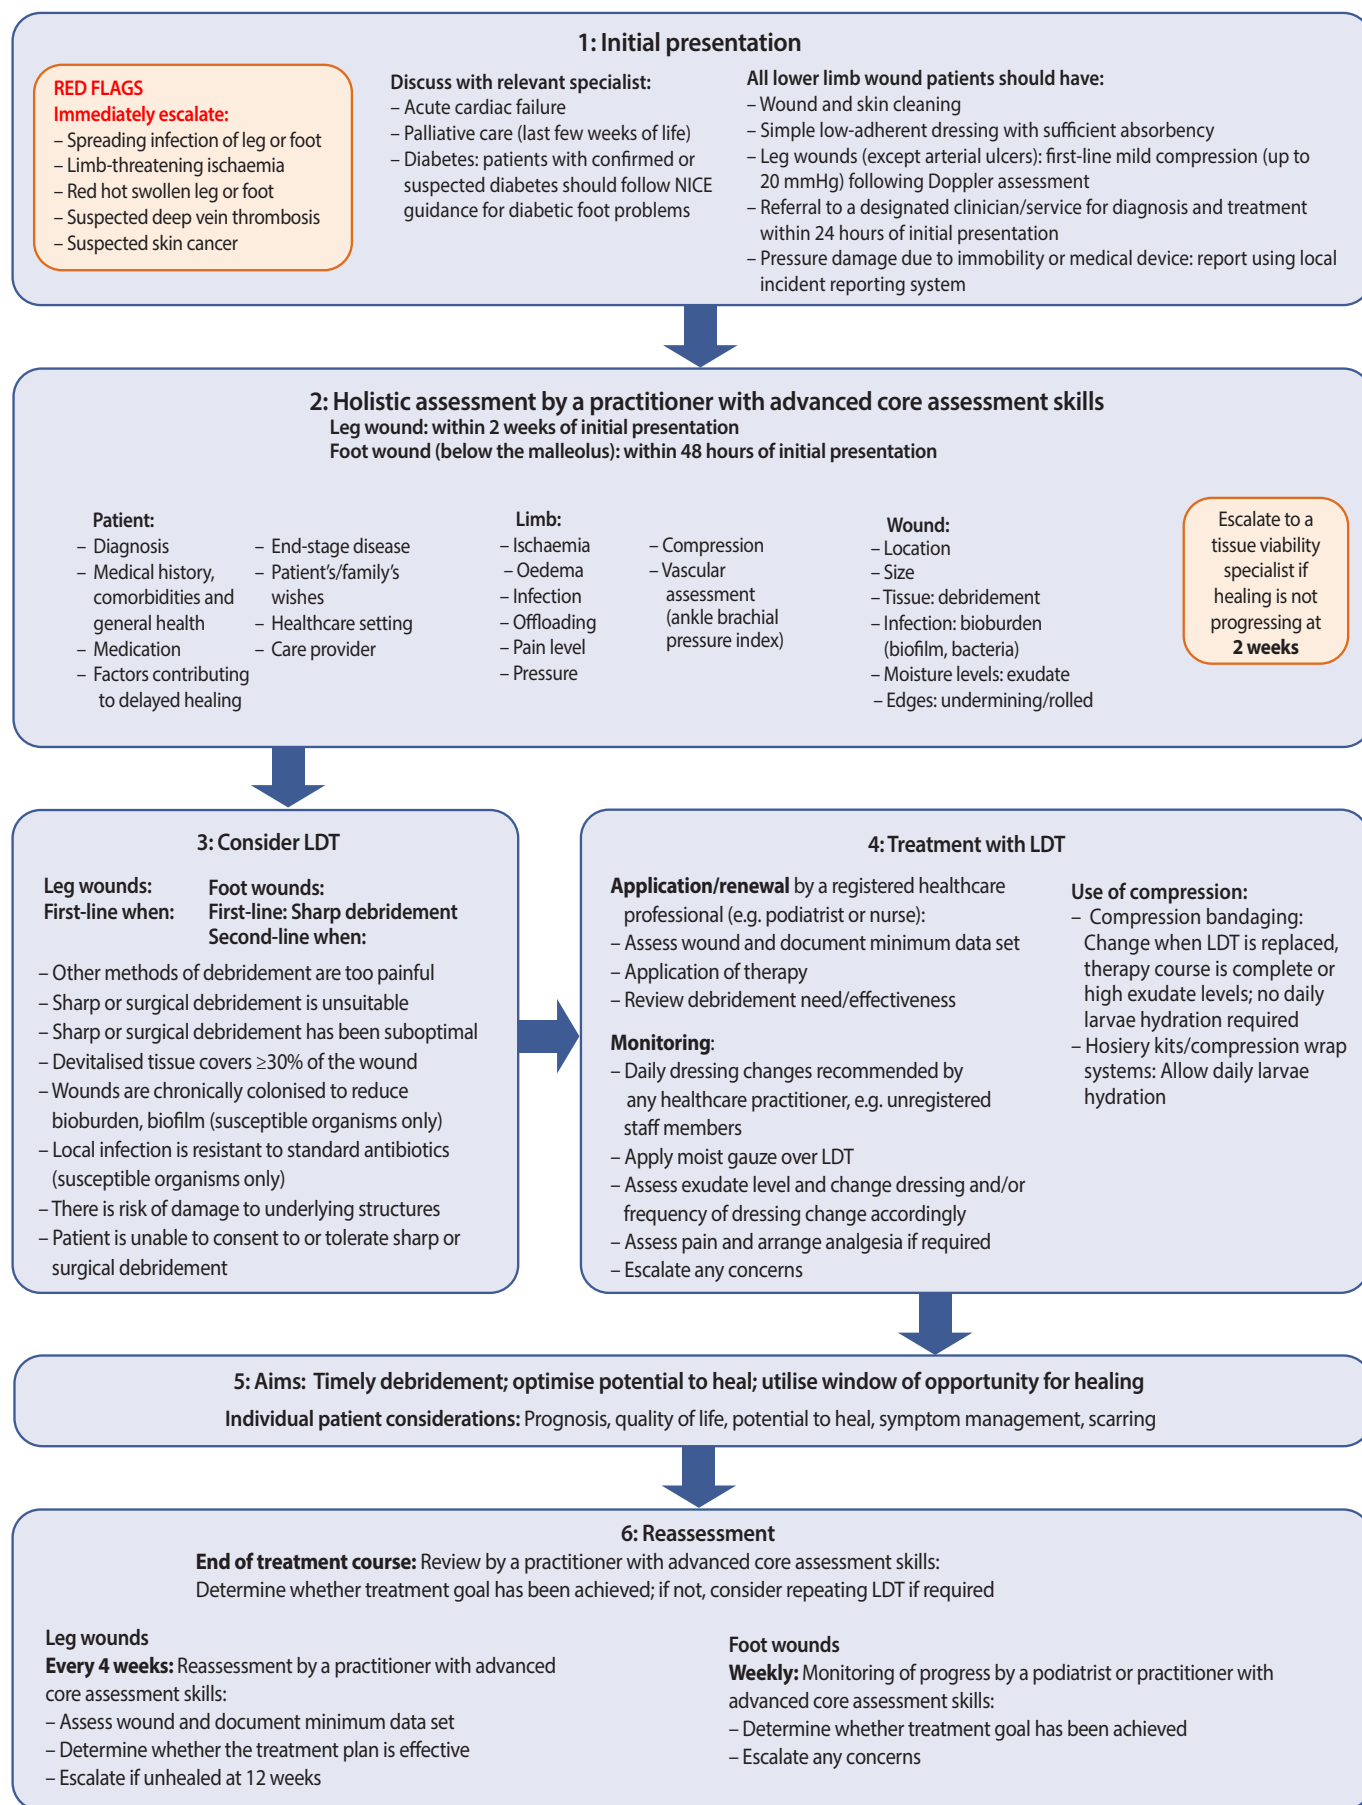 1: Initial presentation
RED FLAGS
Immediately escalate:
– Spreading infection of leg or foot
– Limb-threatening ischaemia
– Red hot swollen leg or foot
– Suspected deep vein thrombosis
– Suspected skin cancer
Discuss with relevant specialist:
– Acute cardiac failure
– Palliative care (last few weeks of life)
– Diabetes: patients with confirmed or
suspected diabetes should follow NICE
guidance for diabetic foot problems
All lower limb wound patients should have:
– Wound and skin cleaning
– Simple low-adherent dressing with sufficient absorbency
– Leg wounds (except arterial ulcers): first-line mild compression (up to
20 mmHg) following Doppler assessment
– Referral to a designated clinician/service for diagnosis and treatment
within 24 hours of initial presentation
– Pressure damage due to immobility or medical device: report using local
incident reporting system
2: Holistic assessment by a practitioner with advanced core assessment skills
Leg wound: within 2 weeks of initial presentation
Foot wound (below the malleolus): within 48 hours of initial presentation
Patient:
– Diagnosis
– Medical history,
comorbidities and
general health
– Medication
– Factors contributing
to delayed healing
– End-stage disease
– Patient's/family's
wishes
– Healthcare setting
– Care provider
Limb:
– Ischaemia
– Oedema
– Infection
– Offloading
– Pain level
– Pressure
– Compression
– Vascular
assessment
(ankle brachial
pressure index)
Wound:
– Location
– Size
– Tissue: debridement
– Infection: bioburden
(biofilm, bacteria)
– Moisture levels: exudate
– Edges: undermining/rolled
Escalate to a
tissue viability
specialist if
healing is not
progressing at
2 weeks
3: Consider LDT
Leg wounds:
First-line when:
Foot wounds:
First-line: Sharp debridement
Second-line when:
– Other methods of debridement are too painful
– Sharp or surgical debridement is unsuitable
– Sharp or surgical debridement has been suboptimal
– Devitalised tissue covers ≥30% of the wound
– Wounds are chronically colonised to reduce
bioburden, biofilm (susceptible organisms only)
– Local infection is resistant to standard antibiotics
(susceptible organisms only)
– There is risk of damage to underlying structures
– Patient is unable to consent to or tolerate sharp or
surgical debridement
4: Treatment with LDT
Application/renewal by a registered healthcare
professional (e.g. podiatrist or nurse):
– Assess wound and document minimum data set
– Application of therapy
– Review debridement need/effectiveness
Monitoring:
– Daily dressing changes recommended by
any healthcare practitioner, e.g. unregistered
staff members
– Apply moist gauze over LDT
– Assess exudate level and change dressing and/or
frequency of dressing change accordingly
– Assess pain and arrange analgesia if required
– Escalate any concerns
Use of compression:
– Compression bandaging:
Change when LDT is replaced,
therapy course is complete or
high exudate levels; no daily
larvae hydration required
– Hosiery kits/compression wrap
systems: Allow daily larvae
hydration
5: Aims: Timely debridement; optimise potential to heal; utilise window of opportunity for healing
Individual patient considerations: Prognosis, quality of life, potential to heal, symptom management, scarring
6: Reassessment
End of treatment course: Review by a practitioner with advanced core assessment skills:
Determine whether treatment goal has been achieved; if not, consider repeating LDT if required
Leg wounds
Every 4 weeks: Reassessment by a practitioner with advanced
core assessment skills:
– Assess wound and document minimum data set
– Determine whether the treatment plan is effective
– Escalate if unhealed at 12 weeks
Foot wounds
Weekly: Monitoring of progress by a podiatrist or practitioner with
advanced core assessment skills:
– Determine whether treatment goal has been achieved
– Escalate any concerns